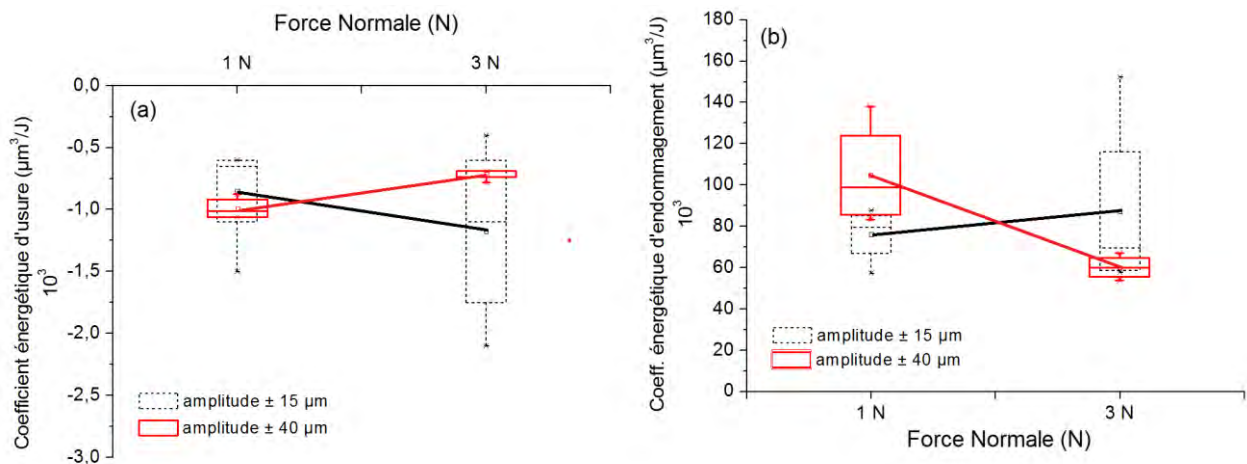 Force Normale (N)
1 N
3 N
0,0
-0,5
-1,0
-1,5
-2,0
-2,5
-3,0
Coefficient énergétique d'usure (µm³/J)
10³
(a)
amplitude ± 15 µm
amplitude ± 40 µm
180
160
140
120
100
80
60
40
20
0
Coeff. énergétique d'endommagement (µm³/J)
10³
(b)
amplitude ± 15 µm
amplitude ± 40 µm
1 N
3 N
Force Normale (N)